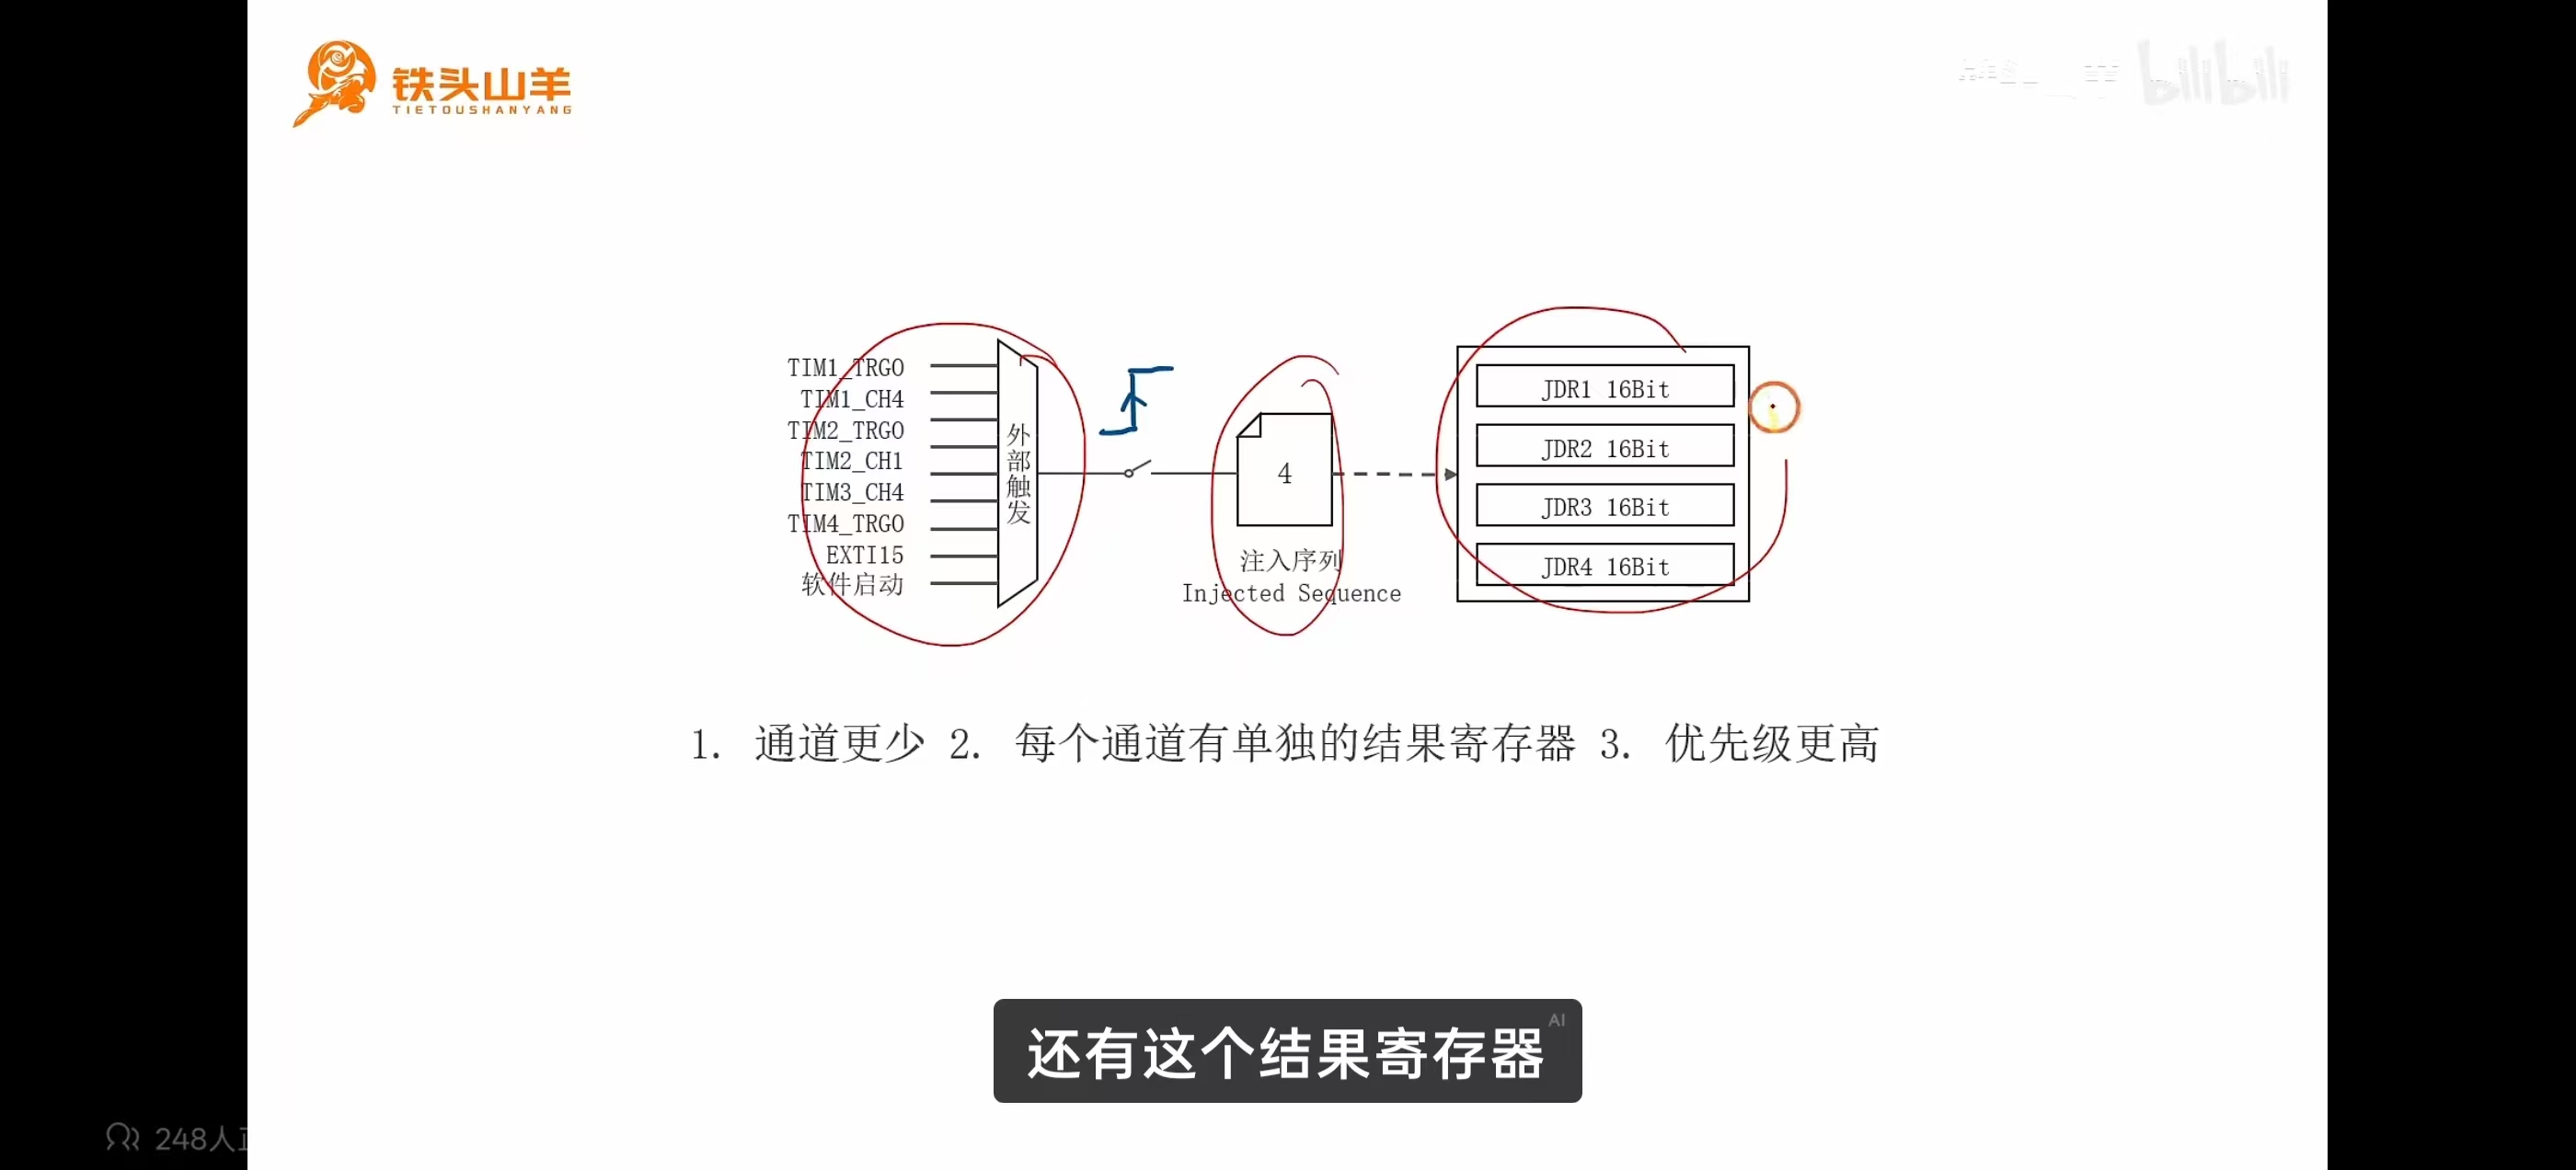 铁头山羊
TIETOUSHANYANG
bilibili
TIM1_TRGO
TIM1_CH4
TIM2_TRGO
TIM2_CH1
TIM3_CH4
TIM4_TRGO
EXTI15
软件启动
外部触发
4
注入序列
Injected Sequence
JDR1 16Bit
JDR2 16Bit
JDR3 16Bit
JDR4 16Bit
1. 通道更少 2. 每个通道有单独的结果寄存器 3. 优先级更高
还有这个结果寄存器
AI
248人